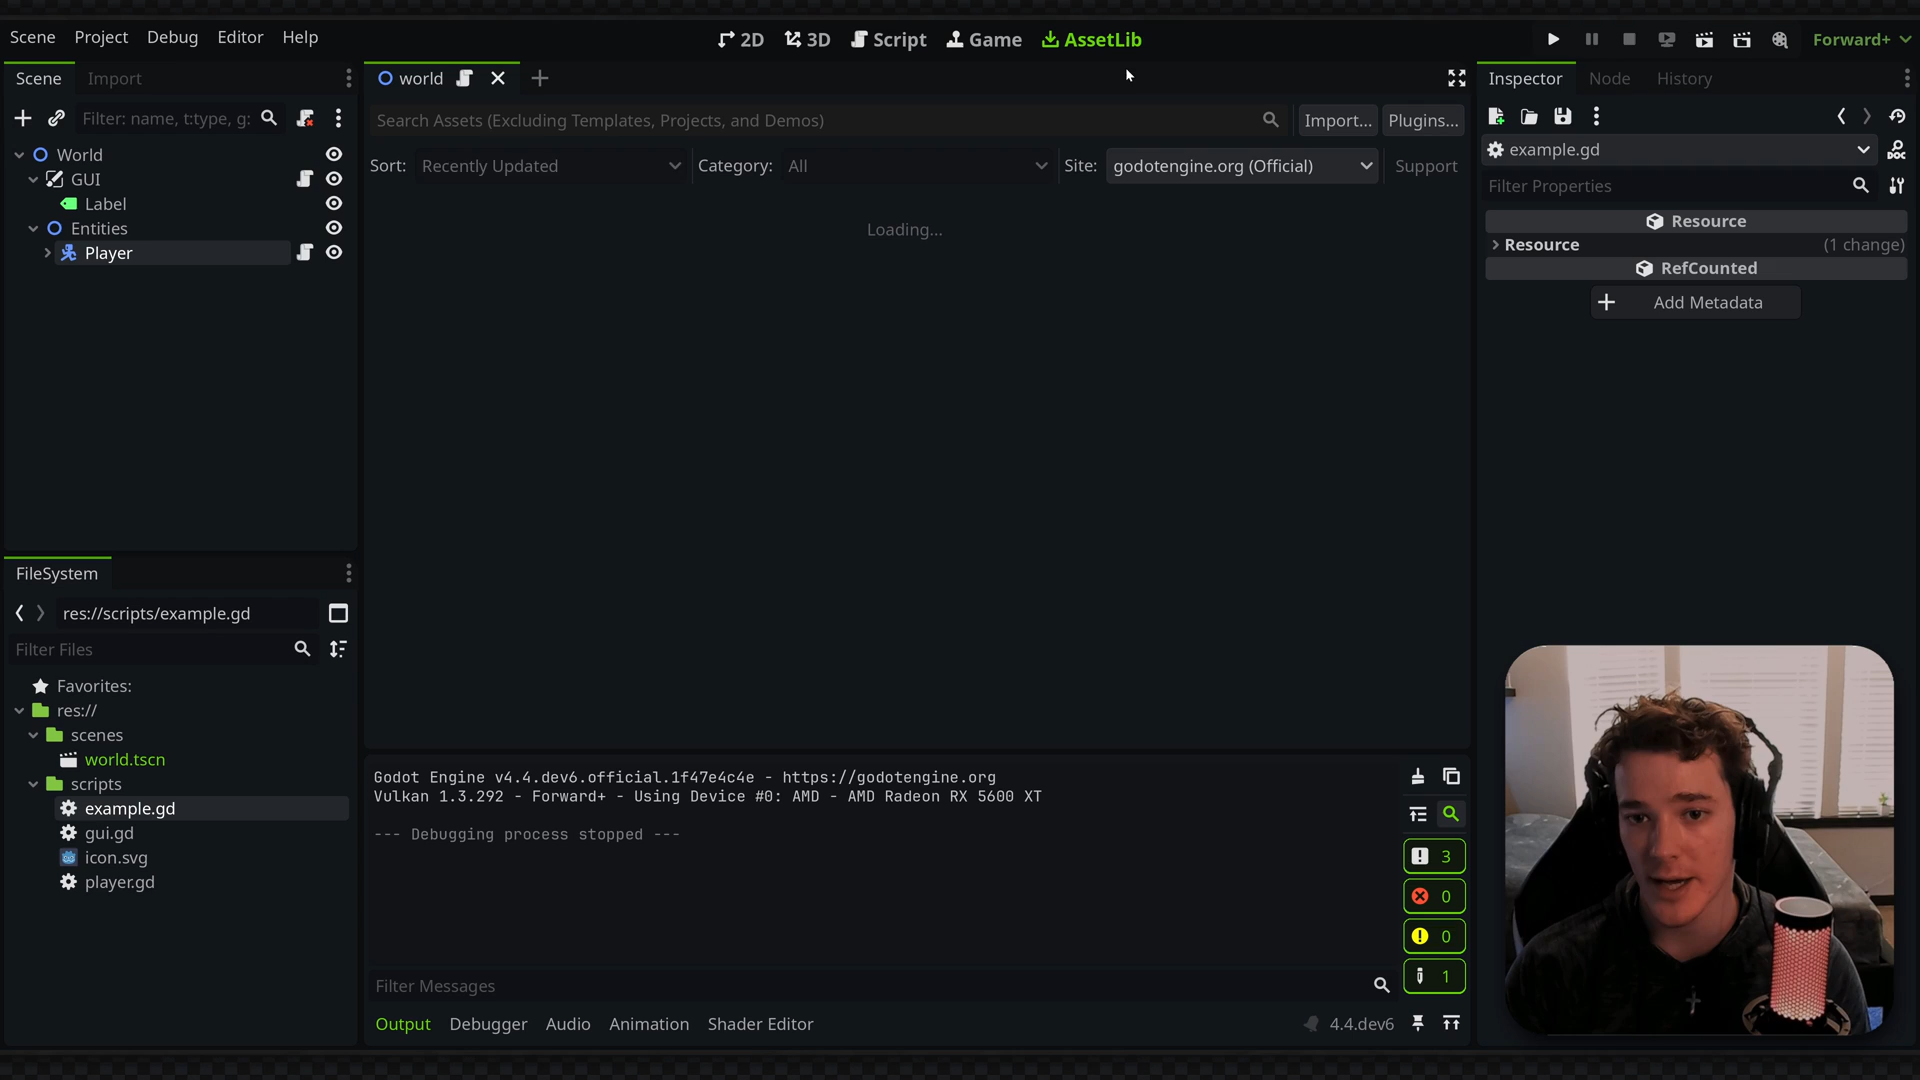 Scene Project Debug Editor Help
2D 3D Script Game AssetLib
Forward+
Scene Import
Filter: name, t:type, g:
World
GUI
Label
Entities
Player
world
Search Assets (Excluding Templates, Projects, and Demos)
Import... Plugins...
Sort: Recently Updated Category: All Site: godotengine.org (Official) Support
Loading...
Inspector Node History
example.gd
DOC
Filter Properties
Resource
Resource (1 change)
RefCounted
Add Metadata
FileSystem
res://scripts/example.gd
Filter Files
Favorites:
res://
scenes
world.tscn
scripts
example.gd
gui.gd
icon.svg
player.gd
Godot Engine v4.4.dev6.official.1f47e4c4e - https://godotengine.org
Vulkan 1.3.292 - Forward+ - Using Device #0: AMD - AMD Radeon RX 5600 XT
--- Debugging process stopped ---
3
0
0
1
Filter Messages
Output Debugger Audio Animation Shader Editor
4.4.dev6